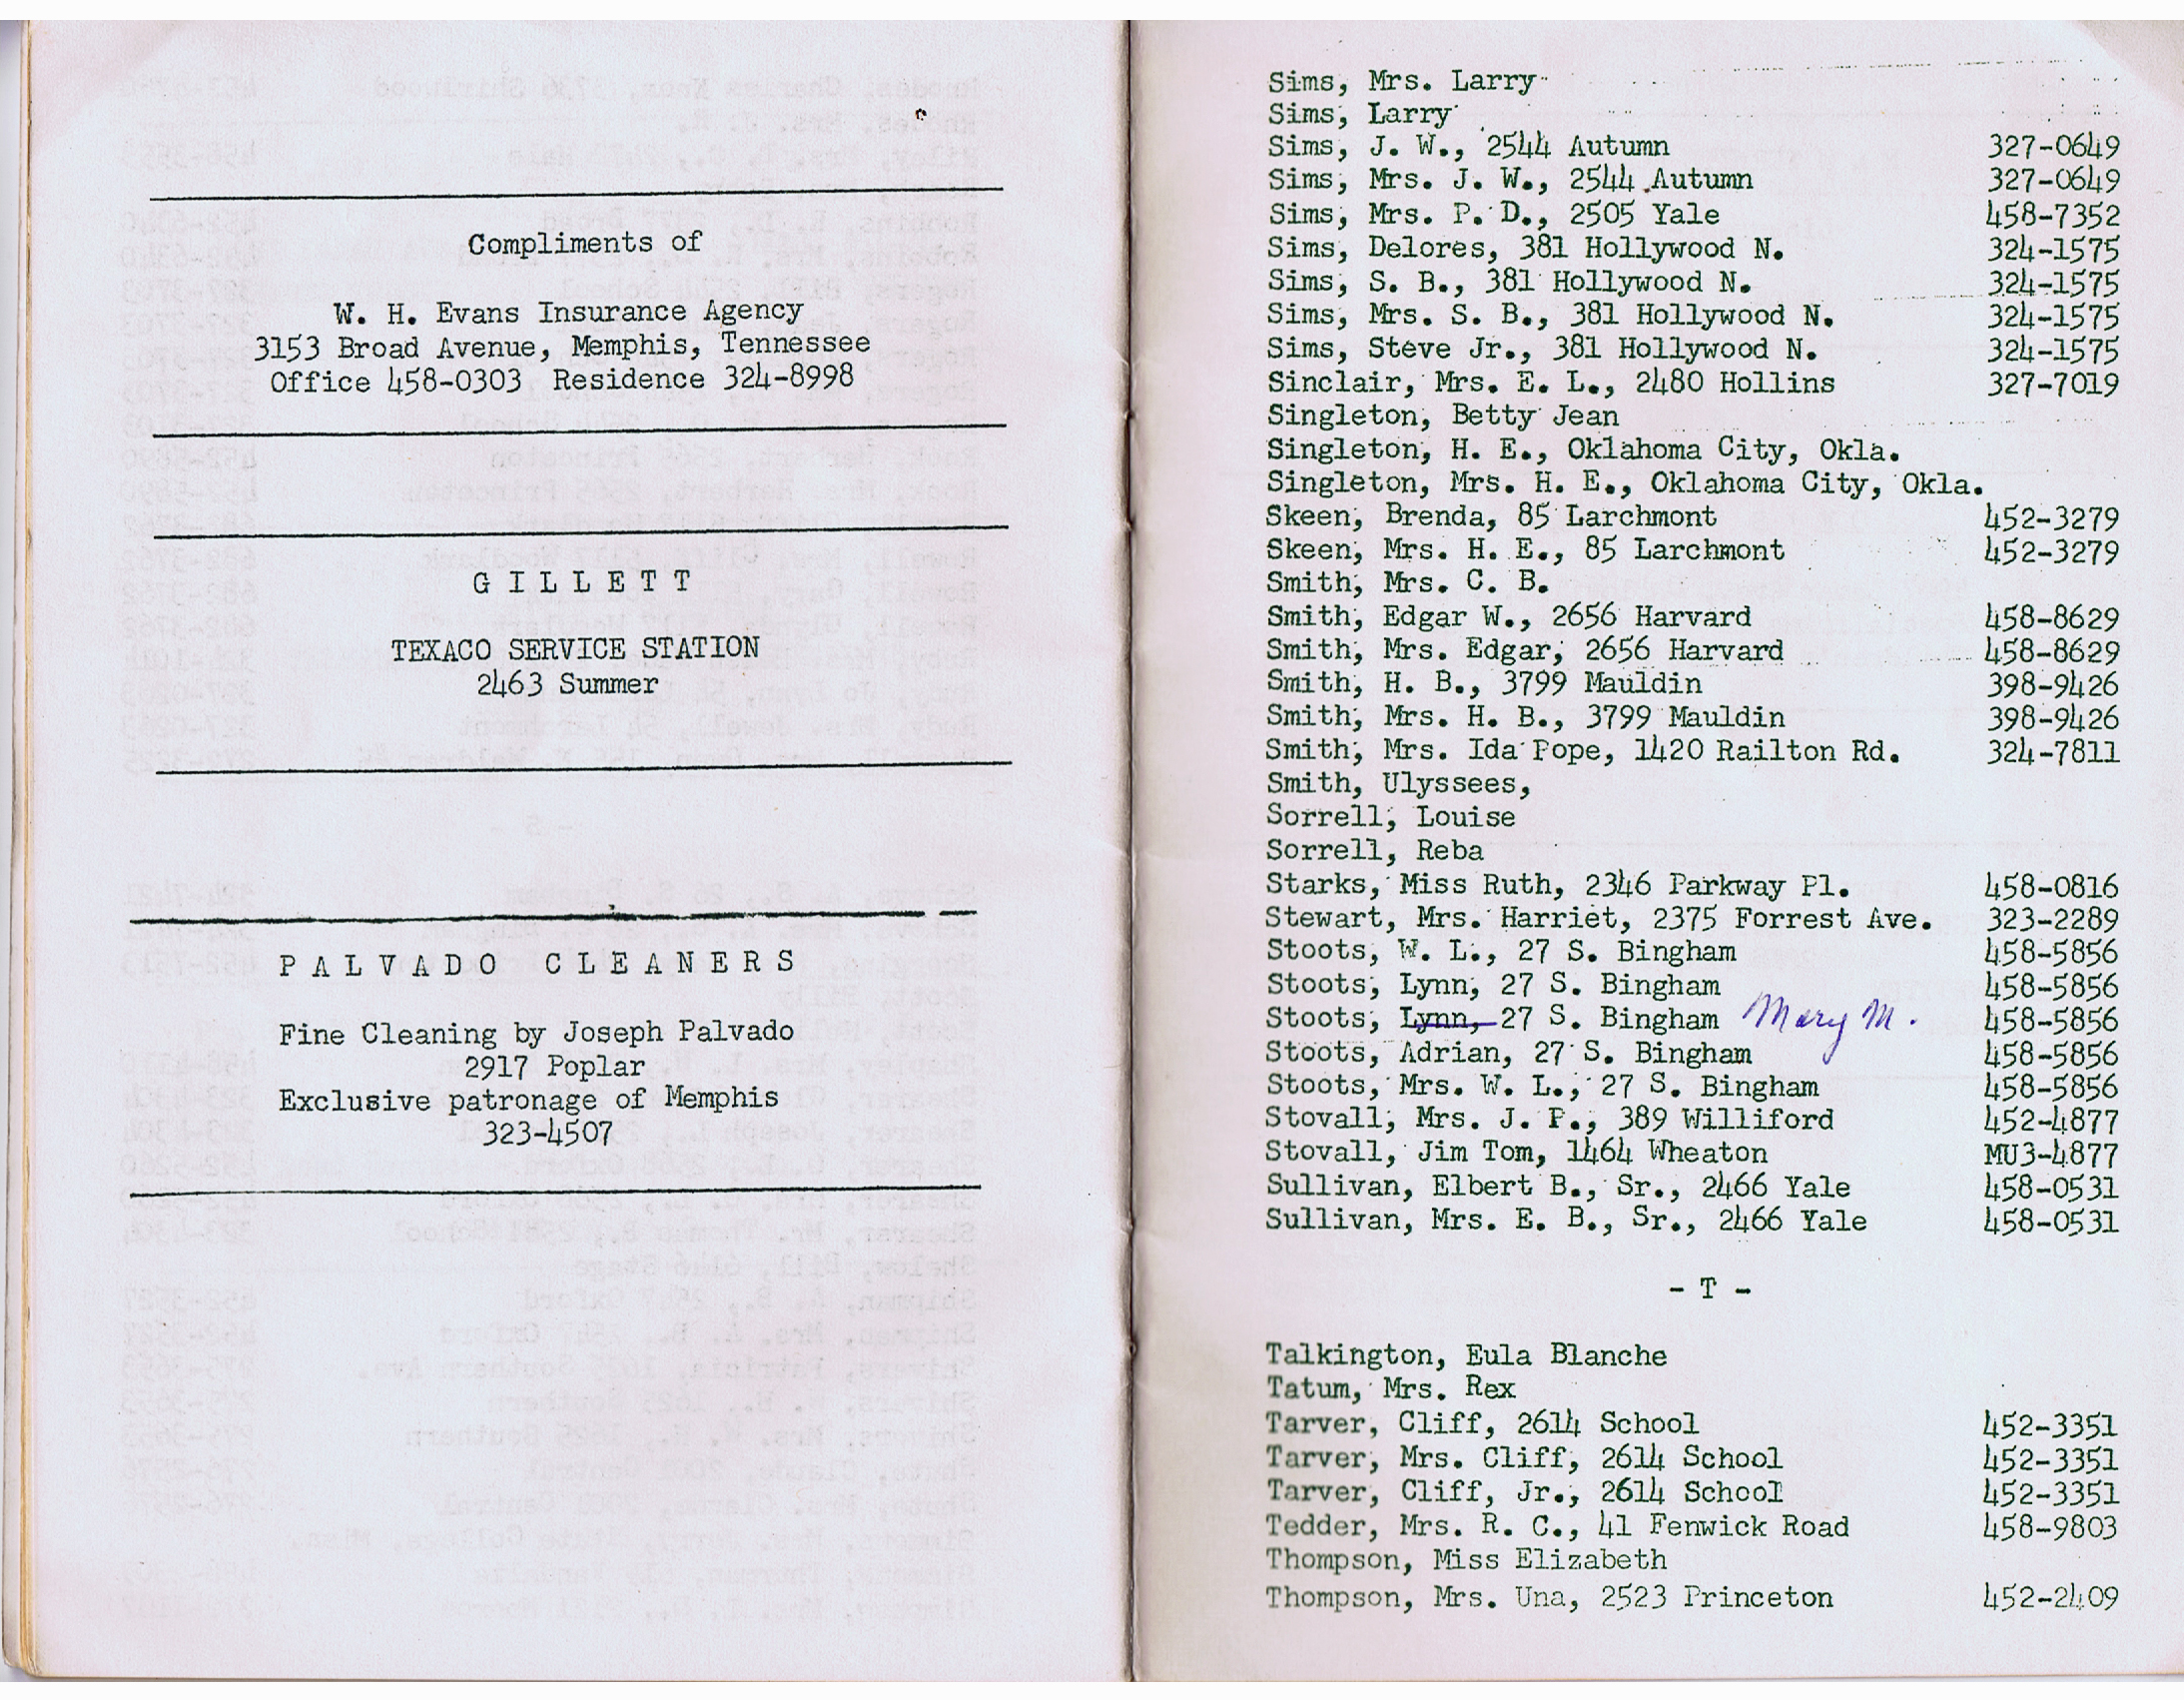 Compliments of
W. H. Evans Insurance Agency
3153 Broad Avenue, Memphis, Tennessee
Office 458-0303 Residence 324-8998
G I L L E T T
TEXACO SERVICE STATION
2463 Summer
P A L V A D O C L E A N E R S
Fine Cleaning by Joseph Palvado
2917 Poplar
Exclusive patronage of Memphis
323-4507
Sims, Mrs. Larry
Sims, Larry
Sims, J. W., 2544 Autumn 327-0649
Sims, Mrs. J. W., 2544 Autumn 327-0649
Sims, Mrs. P. D., 2505 Yale 458-7352
Sims, Delores, 381 Hollywood N. 324-1575
Sims, S. B., 381 Hollywood N. 324-1575
Sims, Mrs. S. B., 381 Hollywood N. 324-1575
Sims, Steve Jr., 381 Hollywood N. 324-1575
Sinclair, Mrs. E. L., 2480 Hollins 327-7019
Singleton, Betty Jean
Singleton, H. E., Oklahoma City, Okla.
Singleton, Mrs. H. E., Oklahoma City, Okla.
Skeen, Brenda, 85 Larchmont 452-3279
Skeen, Mrs. H. E., 85 Larchmont 452-3279
Smith, Mrs. C. B.
Smith, Edgar W., 2656 Harvard 458-8629
Smith, Mrs. Edgar, 2656 Harvard 458-8629
Smith, H. B., 3799 Mauldin 398-9426
Smith, Mrs. H. B., 3799 Mauldin 398-9426
Smith, Mrs. Ida Pope, 1420 Railton Rd. 324-7811
Smith, Ulyssees,
Sorrell, Louise
Sorrell, Reba
Starks, Miss Ruth, 2346 Parkway Pl. 458-0816
Stewart, Mrs. Harriet, 2375 Forrest Ave. 323-2289
Stoots, W. L., 27 S. Bingham 458-5856
Stoots, Lynn, 27 S. Bingham 458-5856
Stoots, Lynn, 27 S. Bingham Mary M. 458-5856
Stoots, Adrian, 27 S. Bingham 458-5856
Stoots, Mrs. W. L., 27 S. Bingham 458-5856
Stovall, Mrs. J. P., 389 Williford 452-4877
Stovall, Jim Tom, 1464 Wheaton MU3-4877
Sullivan, Elbert B., Sr., 2466 Yale 458-0531
Sullivan, Mrs. E. B., Sr., 2466 Yale 458-0531
- T -
Talkington, Eula Blanche
Tatum, Mrs. Rex
Tarver, Cliff, 2614 School 452-3351
Tarver, Mrs. Cliff, 2614 School 452-3351
Tarver, Cliff, Jr., 2614 School 452-3351
Tedder, Mrs. R. C., 41 Fenwick Road 458-9803
Thompson, Miss Elizabeth
Thompson, Mrs. Una, 2523 Princeton 452-2409